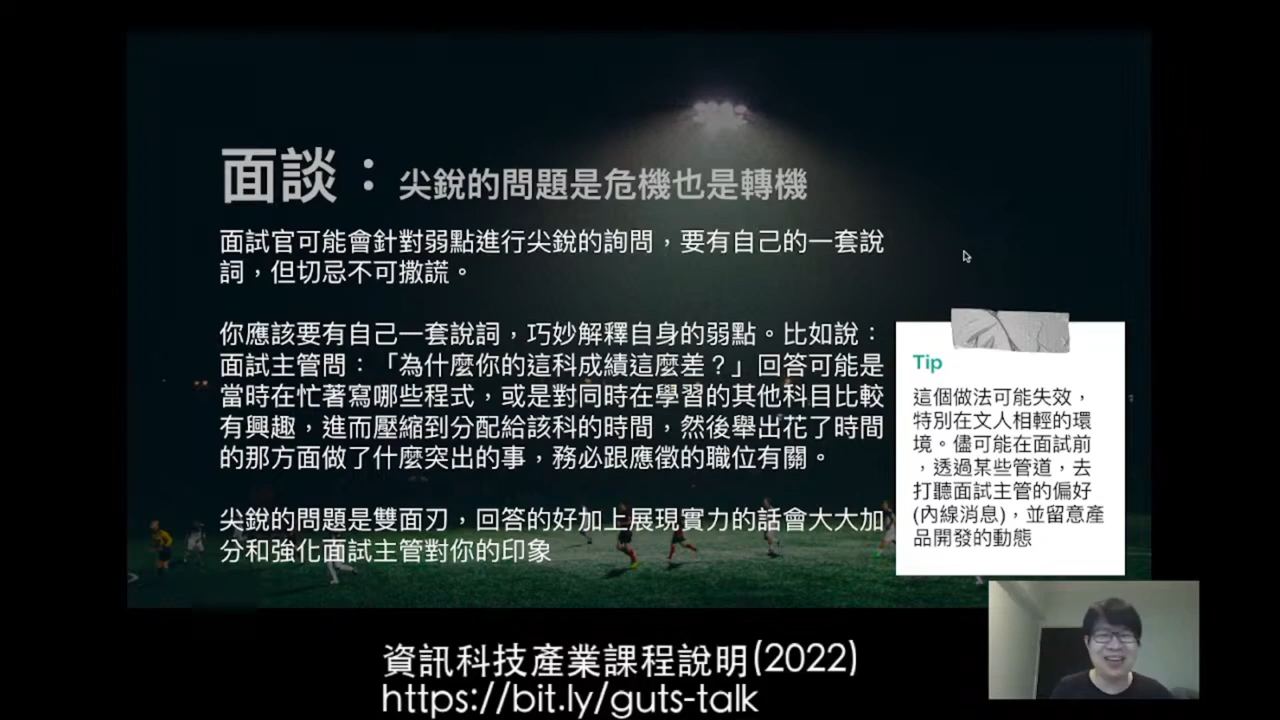 面談：尖銳的問題是危機也是轉機
面試官可能會針對弱點進行尖銳的詢問，要有自己的一套說
詞，但切忌不可撒謊。
你應該要有自己一套說詞，巧妙解釋自身的弱點。比如說：
面試主管問：「為什麼你的這科成績這麼差？」回答可能是
當時在忙著寫哪些程式，或是對同時在學習的其他科目比較
有興趣，進而壓縮到分配給該科的時間，然後舉出花了時間
的那方面做了什麼突出的事，務必跟應徵的職位有關。
尖銳的問題是雙面刃，回答的好加上展現實力的話會大大加
分和強化面試主管對你的印象
Tip
這個做法可能失效，
特別在文人相輕的環
境。儘可能在面試前
，透過某些管道，去
打聽面試主管的偏好
(內線消息)，並留意產
品開發的動態
資訊科技產業課程說明(2022)
https://bit.ly/guts-talk